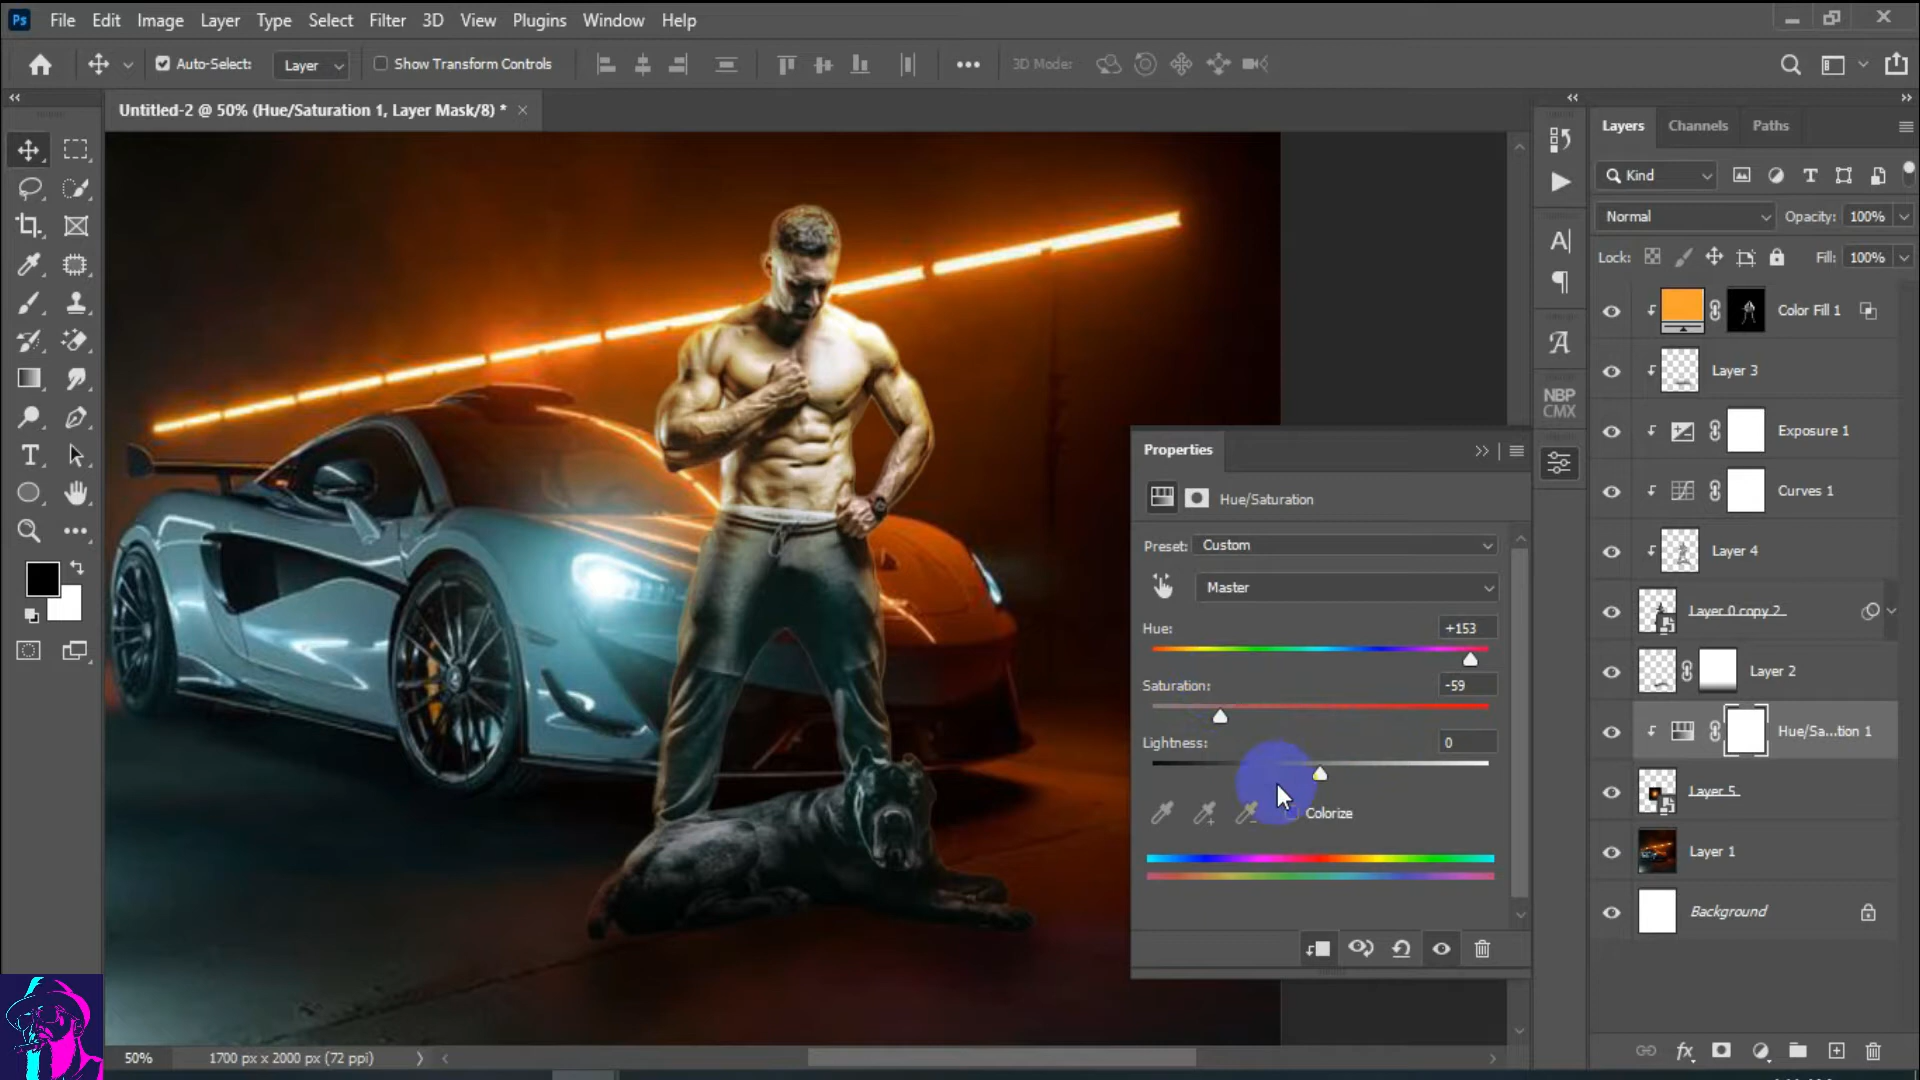 Ps File Edit Image Layer Type Select Filter 3D View Plugins Window Help
Auto-Select: Layer Show Transform Controls 3D Mode:
Untitled-2 @ 50% (Hue/Saturation 1, Layer Mask/8) *
Layers Channels Paths
Kind
Normal Opacity: 100%
Lock: Fill: 100%
Color Fill 1
Layer 3
NBP
CMX
Exposure 1
Curves 1
Layer 4
Layer 0 copy 2
Layer 2
Hue/Sa...tion 1
Layer 5
Layer 1
Background
Properties
Hue/Saturation
Preset: Custom
Master
Hue: +153
Saturation: -59
Lightness: 0
Colorize
50% 1700 px x 2000 px (72 ppi)